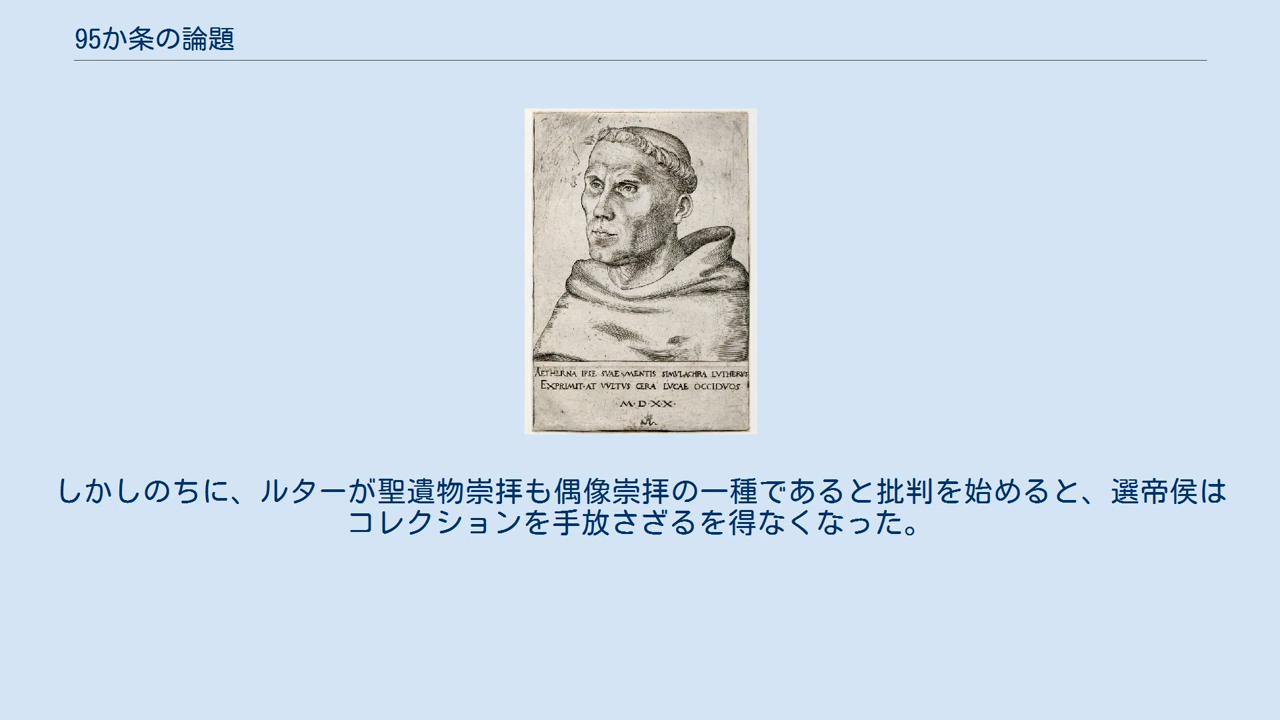 95か条の論題
AETHERNA IPSE SVAE MENTIS SIMVLACHRA LVTHERVS
EXPRIMIT·AT VVLTVS CERA LVCAE OCCIDVOS
·M·D·X·X·
しかしのちに、ルターが聖遺物崇拝も偶像崇拝の一種であると批判を始めると、選帝侯は
コレクションを手放さざるを得なくなった。